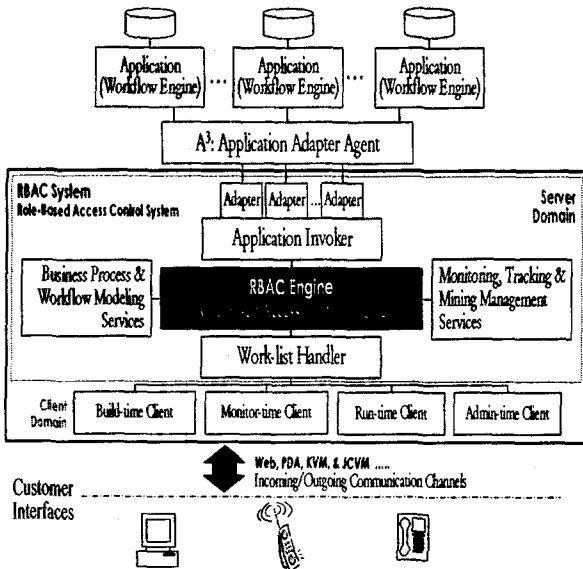 Application
(Workflow Engine)
...
Application
(Workflow Engine)
...
Application
(Workflow Engine)
A³: Application Adapter Agent
RBAC System
Role-Based Access Control System
Adapter
Adapter
...
Adapter
Server
Domain
Application Invoker
Business Process &
Workflow Modeling
Services
RBAC Engine
Monitoring, Tracking &
Mining Management
Services
Work-list Handler
Client
Domain
Build-time Client
Monitor-time Client
Run-time Client
Admin-time Client
Web, PDA, KVM, & JCVM .....
Incoming/Outgoing Communication Channels
Customer
Interfaces